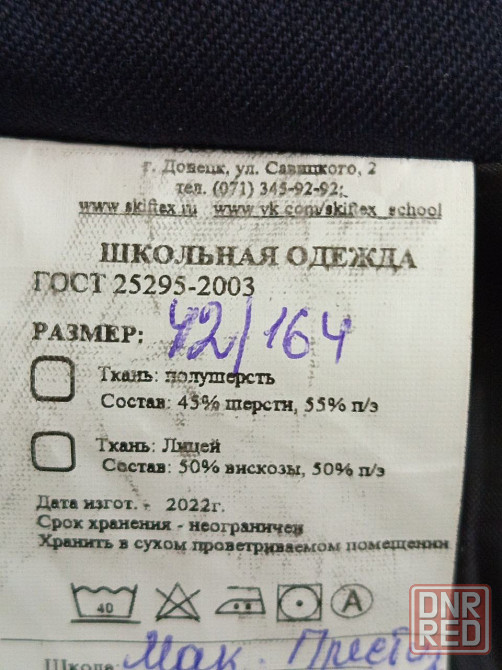 г. Донецк, ул. Савицкого, 2
тел. (071) 345-92-92;
www.skiftex.ru www.vk.com/skiftex_school
ШКОЛЬНАЯ ОДЕЖДА
ГОСТ 25295-2003
РАЗМЕР: 42/164
Ткань: полушерсть
Состав: 45% шерсти, 55% п/э
Ткань: Лицей
Состав: 50% вискозы, 50% п/э
Дата изгот. - 2022г.
Срок хранения - неограничен
Хранить в сухом проветриваемом помещении
40 A
Школа: Мак.
DNR
RED